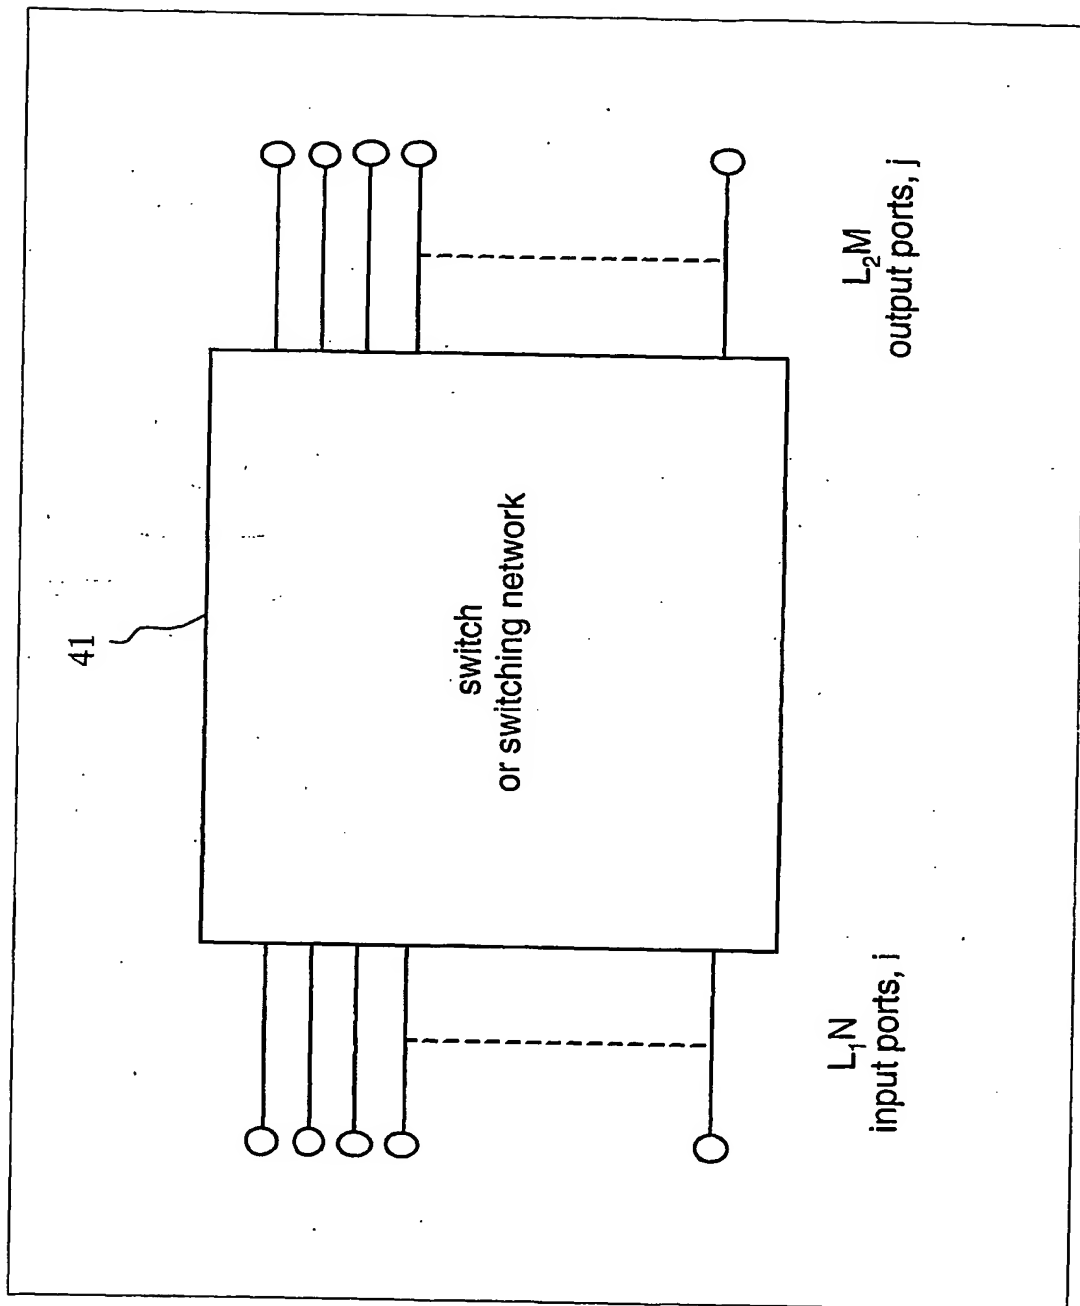 41
switch
or switching network
L₁N
input ports, i
L₂M
output ports, j